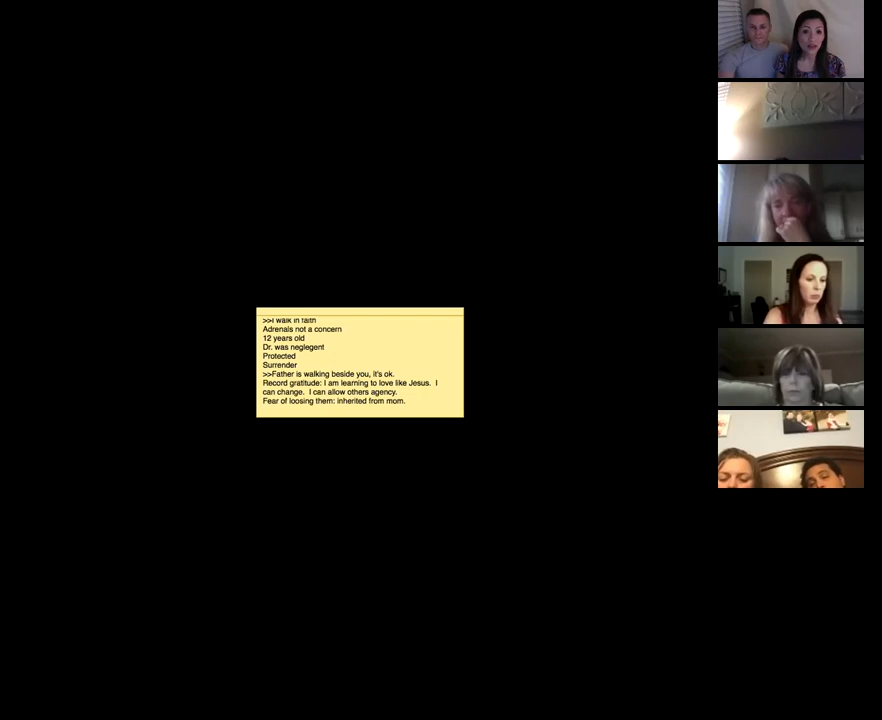 >>I walk in faith
Adrenals not a concern
12 years old
Dr. was neglegent
Protected
Surrender
>>Father is walking beside you, it's ok.
Record gratitude: I am learning to love like Jesus.  I
can change.  I can allow others agency.
Fear of loosing them: inherited from mom.